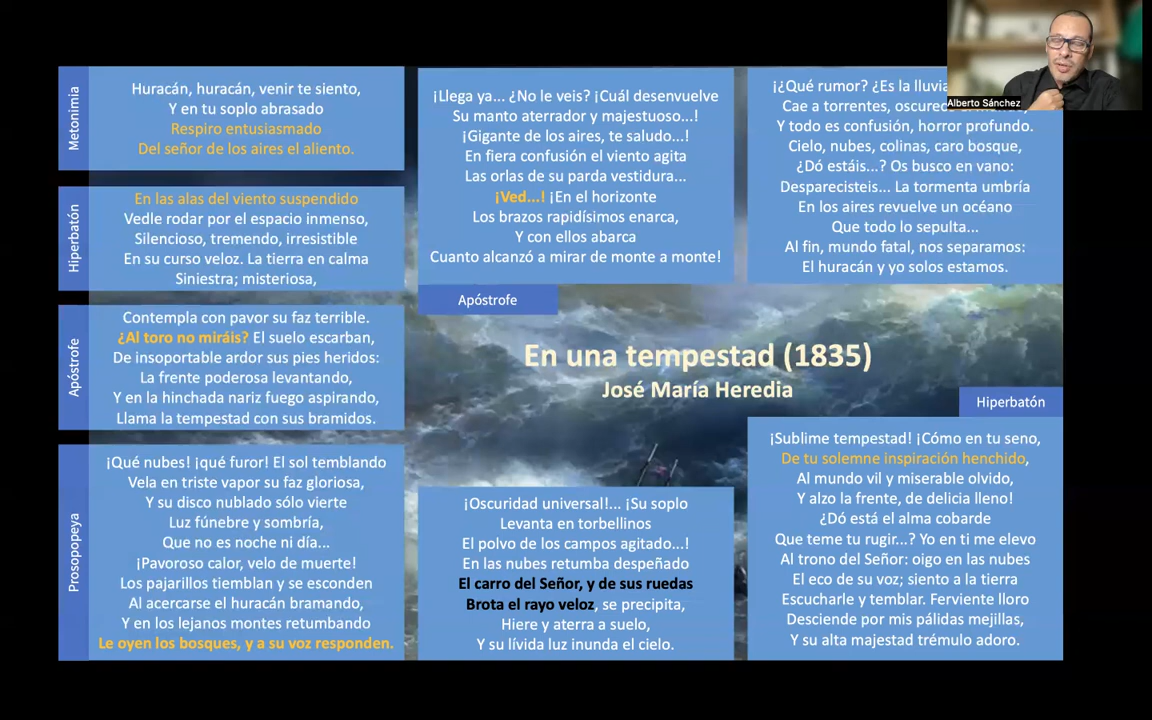 Metonimia
Huracán, huracán, venir te siento,
Y en tu soplo abrasado
Respiro entusiasmado
Del señor de los aires el aliento.
Hiperbatón
En las alas del viento suspendido
Vedle rodar por el espacio inmenso,
Silencioso, tremendo, irresistible
En su curso veloz. La tierra en calma
Siniestra; misteriosa,
Apóstrofe
Contempla con pavor su faz terrible.
¿Al toro no miráis? El suelo escarban,
De insoportable ardor sus pies heridos:
La frente poderosa levantando,
Y en la hinchada nariz fuego aspirando,
Llama la tempestad con sus bramidos.
Prosopopeya
¡Qué nubes! ¡qué furor! El sol temblando
Vela en triste vapor su faz gloriosa,
Y su disco nublado sólo vierte
Luz fúnebre y sombría,
Que no es noche ni día...
¡Pavoroso calor, velo de muerte!
Los pajarillos tiemblan y se esconden
Al acercarse el huracán bramando,
Y en los lejanos montes retumbando
Le oyen los bosques, y a su voz responden.
¡Llega ya... ¿No le veis? ¡Cuál desenvuelve
Su manto aterrador y majestuoso...!
¡Gigante de los aires, te saludo...!
En fiera confusión el viento agita
Las orlas de su parda vestidura...
¡Ved...! ¡En el horizonte
Los brazos rapidísimos enarca,
Y con ellos abarca
Cuanto alcanzó a mirar de monte a monte!
Apóstrofe
En una tempestad (1835)
José María Heredia
¡Oscuridad universal!... ¡Su soplo
Levanta en torbellinos
El polvo de los campos agitado...!
En las nubes retumba despeñado
El carro del Señor, y de sus ruedas
Brota el rayo veloz, se precipita,
Hiere y aterra a suelo,
Y su lívida luz inunda el cielo.
¡¿Qué rumor? ¿Es la lluvia
Cae a torrentes, oscurece
Y todo es confusión, horror profundo.
Cielo, nubes, colinas, caro bosque,
¿Dó estáis...? Os busco en vano:
Desparecisteis... La tormenta umbría
En los aires revuelve un océano
Que todo lo sepulta...
Al fin, mundo fatal, nos separamos:
El huracán y yo solos estamos.
Hiperbatón
¡Sublime tempestad! ¡Cómo en tu seno,
De tu solemne inspiración henchido,
Al mundo vil y miserable olvido,
Y alzo la frente, de delicia lleno!
¿Dó está el alma cobarde
Que teme tu rugir...? Yo en ti me elevo
Al trono del Señor: oigo en las nubes
El eco de su voz; siento a la tierra
Escucharle y temblar. Ferviente lloro
Desciende por mis pálidas mejillas,
Y su alta majestad trémulo adoro.
Alberto Sánchez